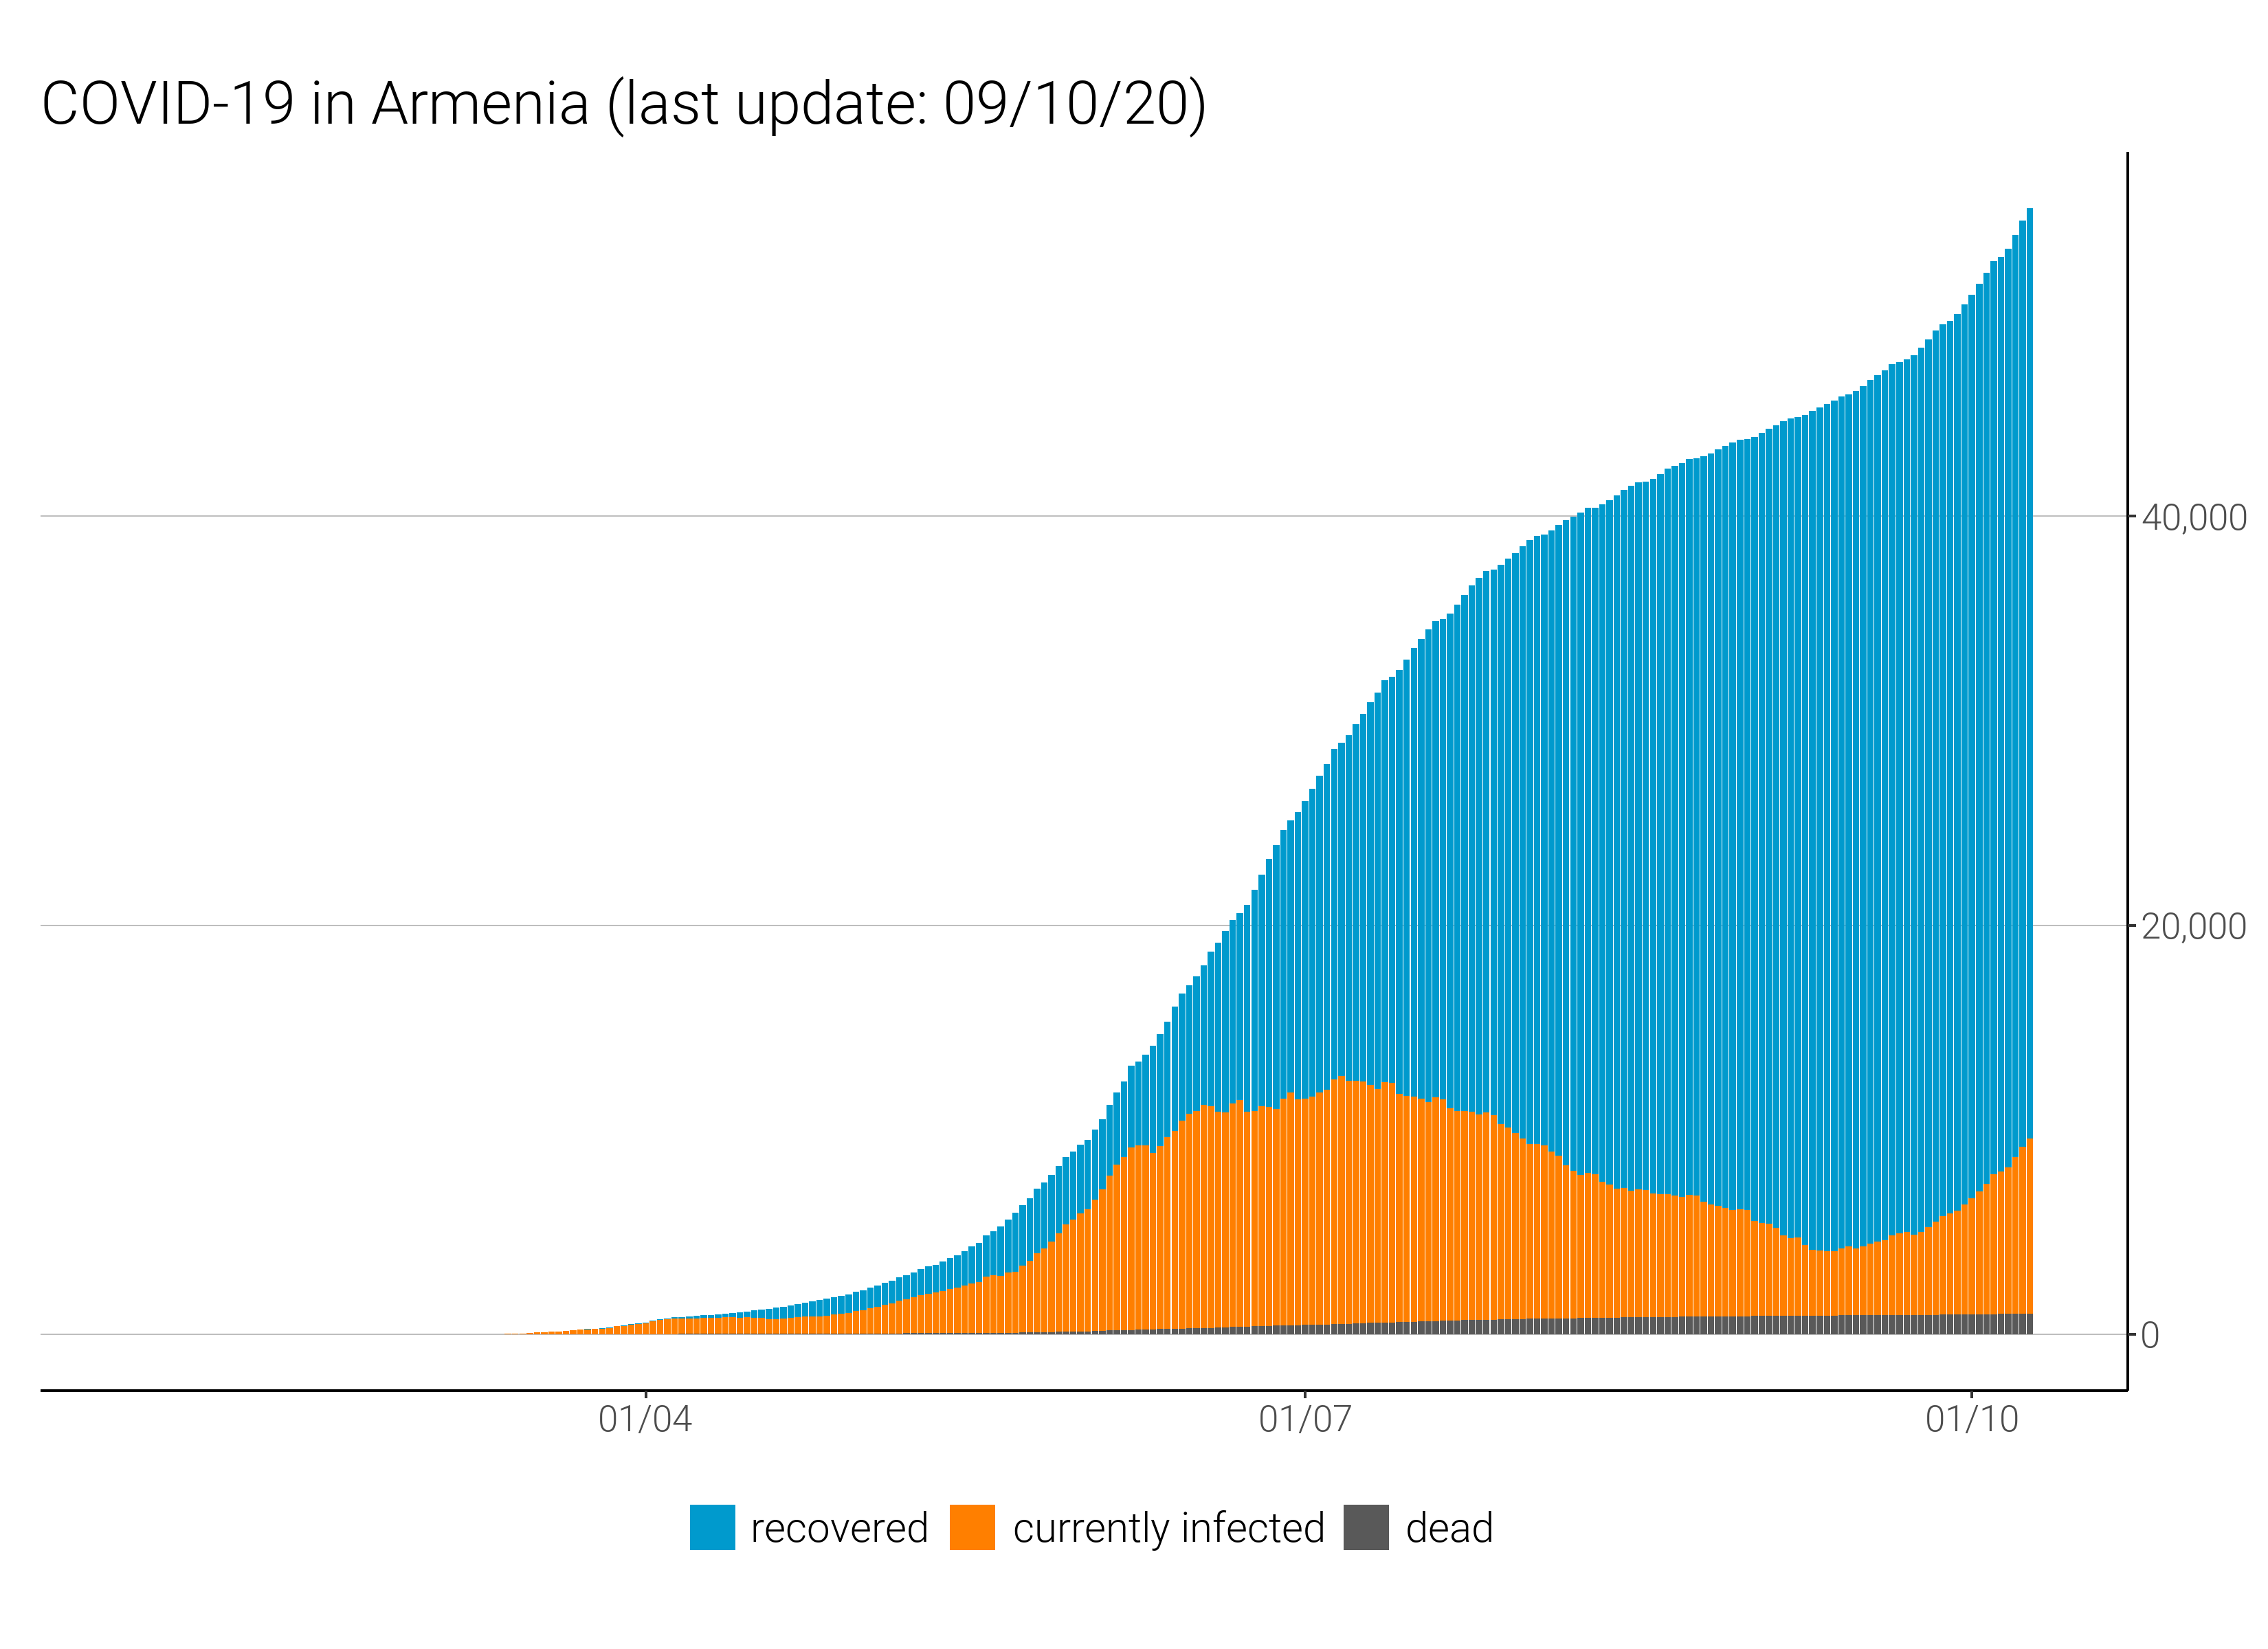 COVID-19 in Armenia (last update: 09/10/20)
40,000
20,000
0
01/04 01/07 01/10
recovered currently infected dead